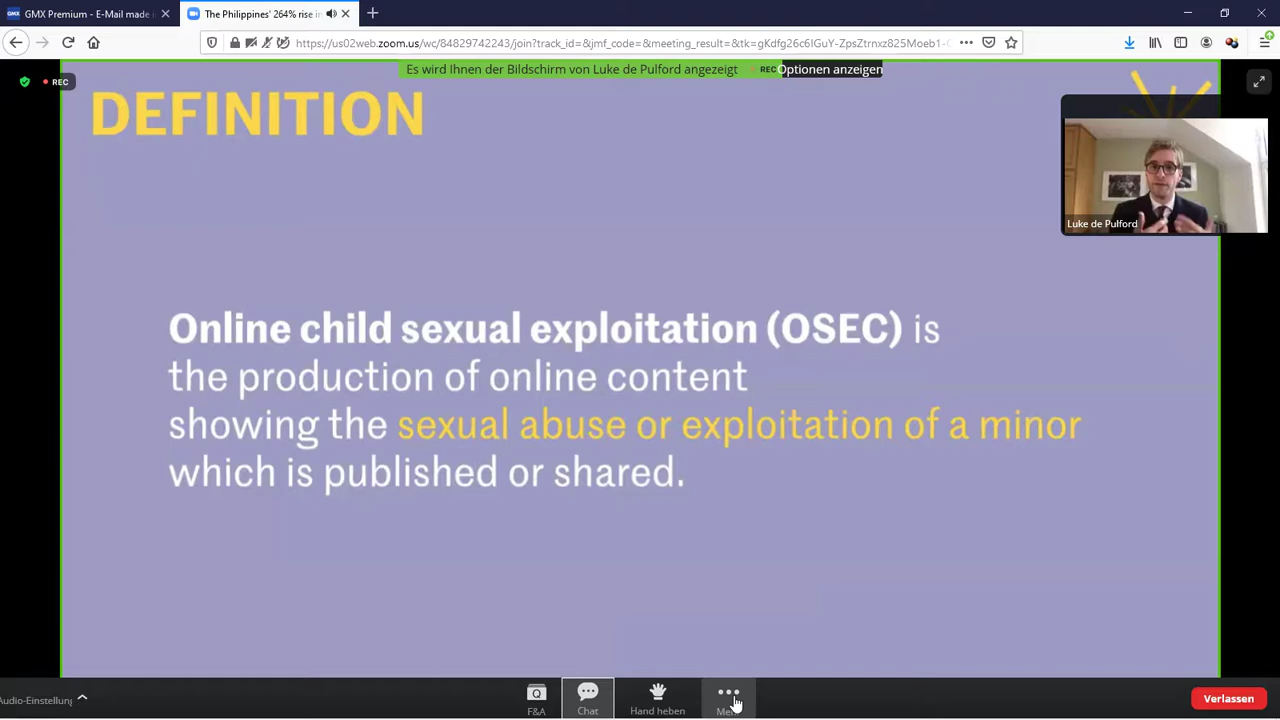 GMX Premium - E-Mail made i
The Philippines' 264% rise in
https://us02web.zoom.us/wc/84829742243/join?track_id=&jmf_code=&meeting_result=&tk=gKdfg26c6IGuY-ZpsZtrnxz825Moeb1-
REC
Es wird Ihnen der Bildschirm von Luke de Pulford angezeigt
REC
Optionen anzeigen
DEFINITION
Luke de Pulford
Online child sexual exploitation (OSEC) is
the production of online content
showing the sexual abuse or exploitation of a minor
which is published or shared.
Audio-Einstellung
F&A
Chat
Hand heben
Verlassen